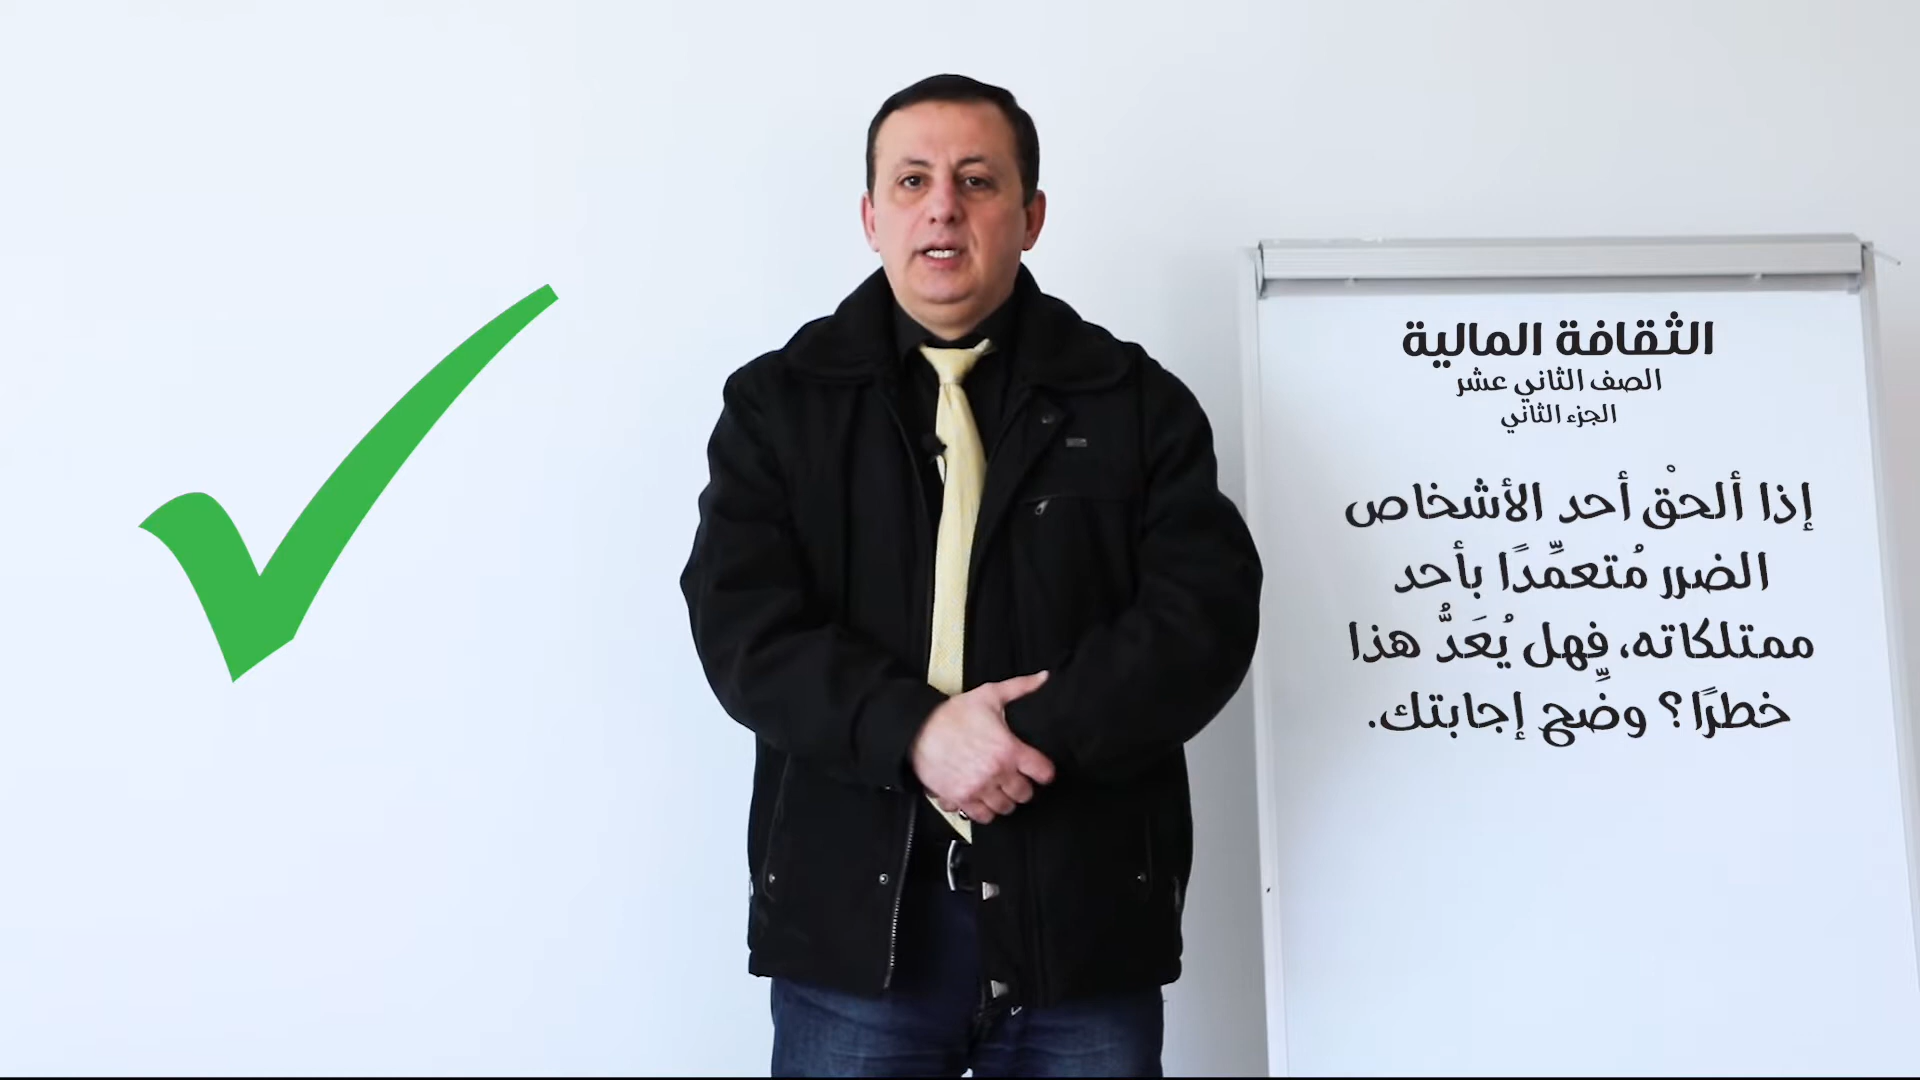 الثقافة المالية
الصف الثاني عشر
الجزء الثاني
إذا ألحقْ أحد الأشخاص
الضرر مُتعمِّدًا بأحد
ممتلكاته، فهل يُعَدُّ هذا
خطرًا؟ وضِّح إجابتك.